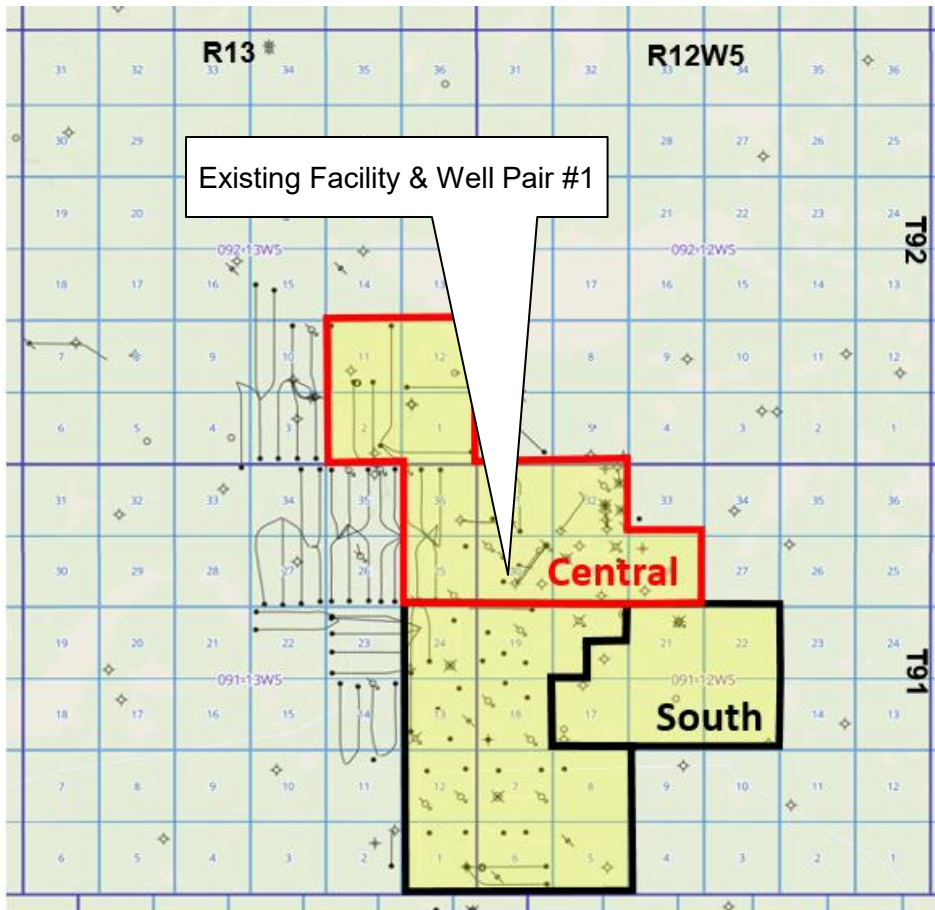 R13 R12W5
31 32 33 34 35 36 31 32 33 34 35 36
30 29 28 27 26 25
Existing Facility & Well Pair #1
19 20 21 22 23 24
T92
092-13W5 092-12W5
18 17 16 15 14 13 17 16 15 14 13
7 8 9 10 11 12 8 9 10 11 12
6 5 4 3 2 1 5 4 3 2 1
31 32 33 34 35 36 32 33 34 35 36
30 29 28 27 25 Central 27 26 25
19 20 21 22 23 24 19 21 22 23 24
T91
091-13W5 091-12W5
18 17 16 15 14 13 18 17 South 14 13
7 8 9 10 11 12 7 8 9 10 11 12
6 5 4 3 2 1 6 5 4 3 2 1